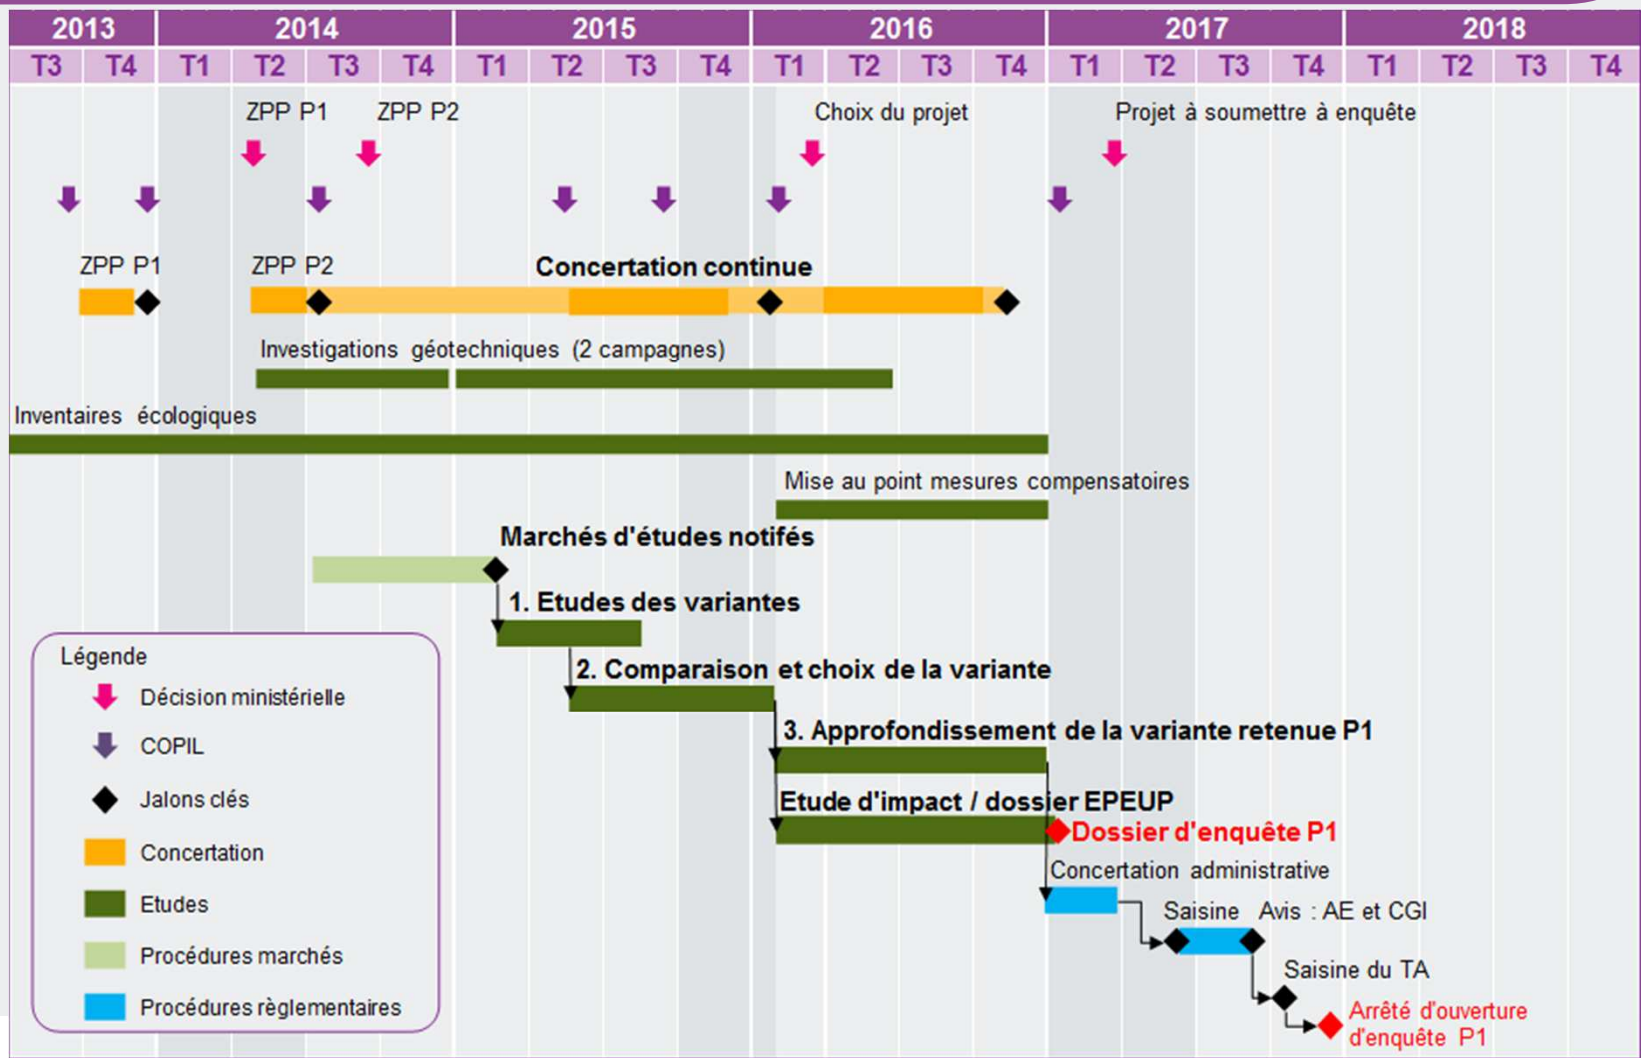 2013 2014 2015 2016 2017 2018
T3 T4 T1 T2 T3 T4 T1 T2 T3 T4 T1 T2 T3 T4 T1 T2 T3 T4 T1 T2 T3 T4
ZPP P1 ZPP P2 Choix du projet Projet à soumettre à enquête
ZPP P1 ZPP P2 Concertation continue
Investigations géotechniques (2 campagnes)
Inventaires écologiques
Mise au point mesures compensatoires
Marchés d'études notifés
1. Etudes des variantes
2. Comparaison et choix de la variante
3. Approfondissement de la variante retenue P1
Etude d'impact / dossier EPEUP
Dossier d'enquête P1
Concertation administrative
Saisine Avis : AE et CGI
Saisine du TA
Arrêté d'ouverture
d'enquête P1
Légende
Décision ministérielle
COPIL
Jalons clés
Concertation
Etudes
Procédures marchés
Procédures règlementaires